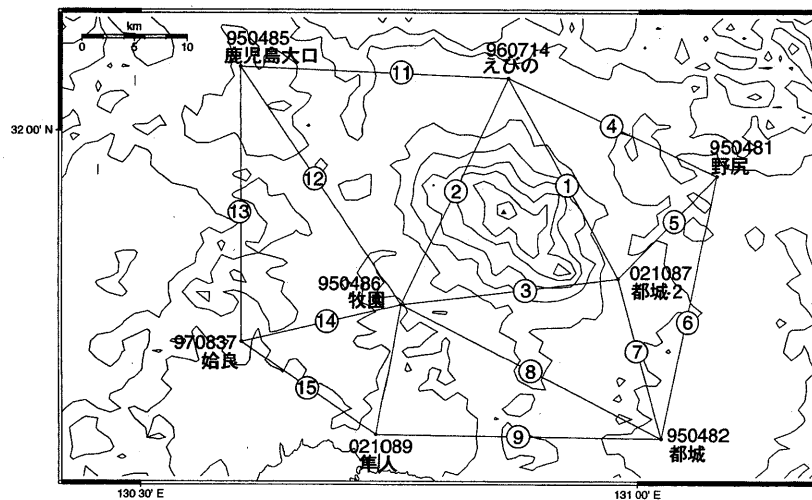 km
0 5 10
950485
鹿児島大口
960714
えびの
⑪
④
32 00' N
950481
野尻
⑫
②
①
⑬
⑤
021087
都城2
950486
牧園
③
⑭
⑥
970837
姶良
⑦
⑧
⑮
⑨
950482
都城
021089
隼人
130 30' E
131 00' E